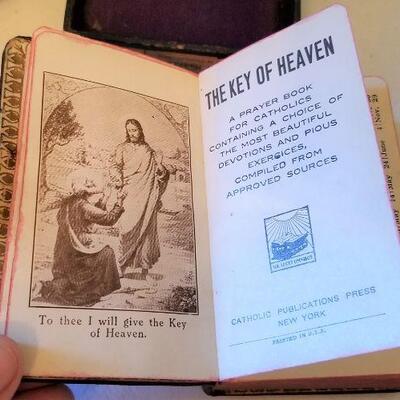 To thee I will give the Key
of Heaven.
THE KEY OF HEAVEN
A PRAYER BOOK
FOR CATHOLICS
CONTAINING A CHOICE OF
THE MOST BEAUTIFUL
DEVOTIONS AND PIOUS
EXERCICES,
COMPILED FROM
APPROVED SOURCES
CATHOLIC PUBLICATIONS PRESS
NEW YORK
PRINTED IN U.S.A.